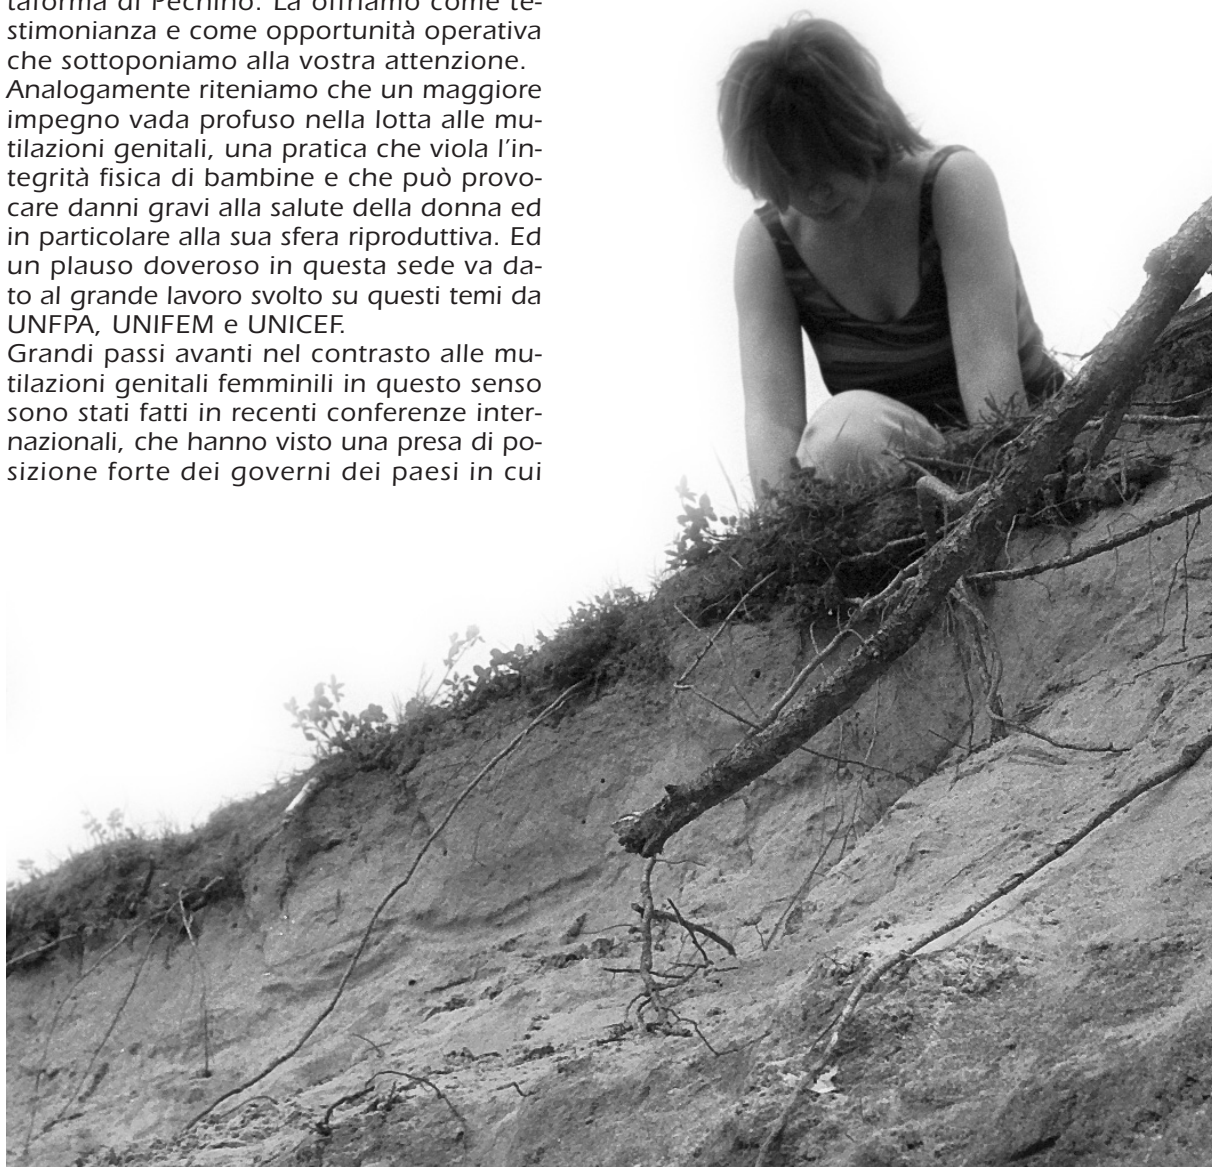 taforma di Pechino. La offriamo come te-
stimonianza e come opportunità operativa
che sottoponiamo alla vostra attenzione.
Analogamente riteniamo che un maggiore
impegno vada profuso nella lotta alle mu-
tilazioni genitali, una pratica che viola l'in-
tegrità fisica di bambine e che può provo-
care danni gravi alla salute della donna ed
in particolare alla sua sfera riproduttiva. Ed
un plauso doveroso in questa sede va da-
to al grande lavoro svolto su questi temi da
UNFPA, UNIFEM e UNICEF.
Grandi passi avanti nel contrasto alle mu-
tilazioni genitali femminili in questo senso
sono stati fatti in recenti conferenze inter-
nazionali, che hanno visto una presa di po-
sizione forte dei governi dei paesi in cui